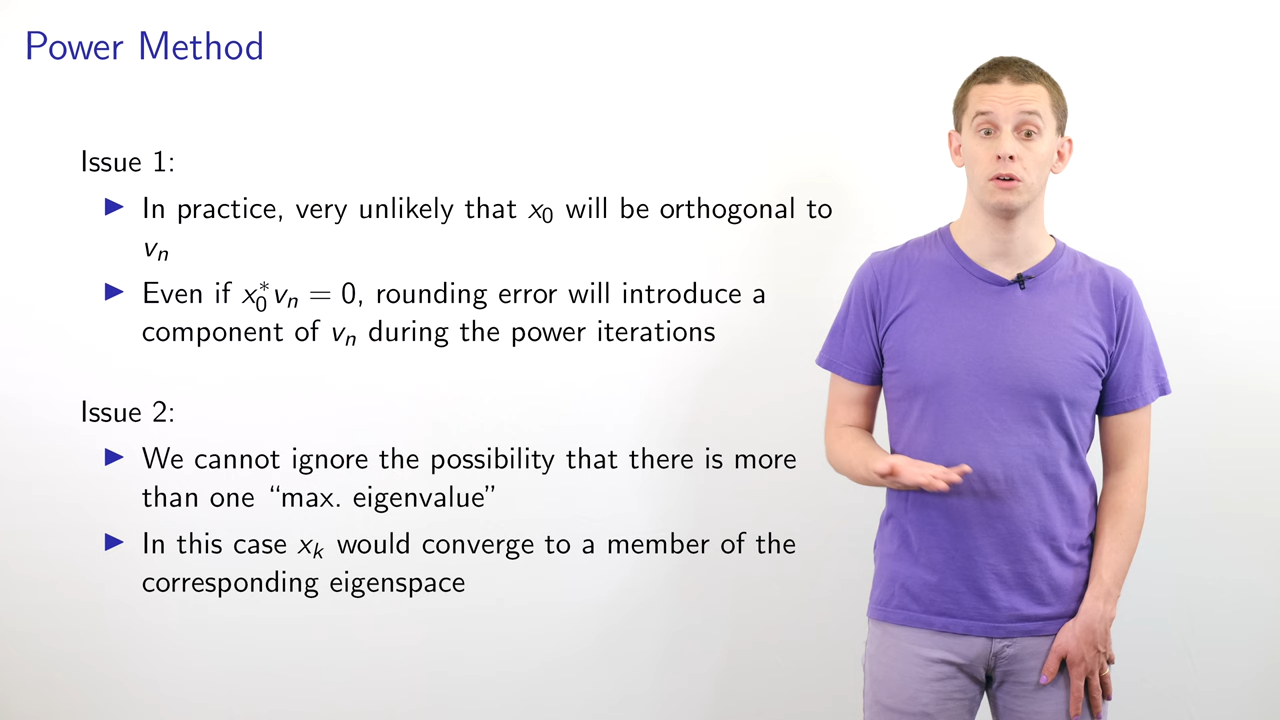 Power Method
Issue 1:
▶ In practice, very unlikely that x₀ will be orthogonal to
vₙ
▶ Even if x₀*vₙ = 0, rounding error will introduce a
component of vₙ during the power iterations
Issue 2:
▶ We cannot ignore the possibility that there is more
than one “max. eigenvalue”
▶ In this case xₖ would converge to a member of the
corresponding eigenspace